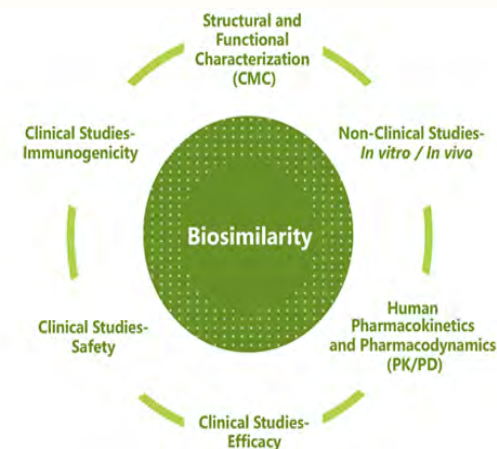 Structural and
Functional
Characterization
(CMC)
Clinical Studies-
Immunogenicity
Non-Clinical Studies-
In vitro / In vivo
Biosimilarity
Clinical Studies-
Safety
Human
Pharmacokinetics
and Pharmacodynamics
(PK/PD)
Clinical Studies-
Efficacy